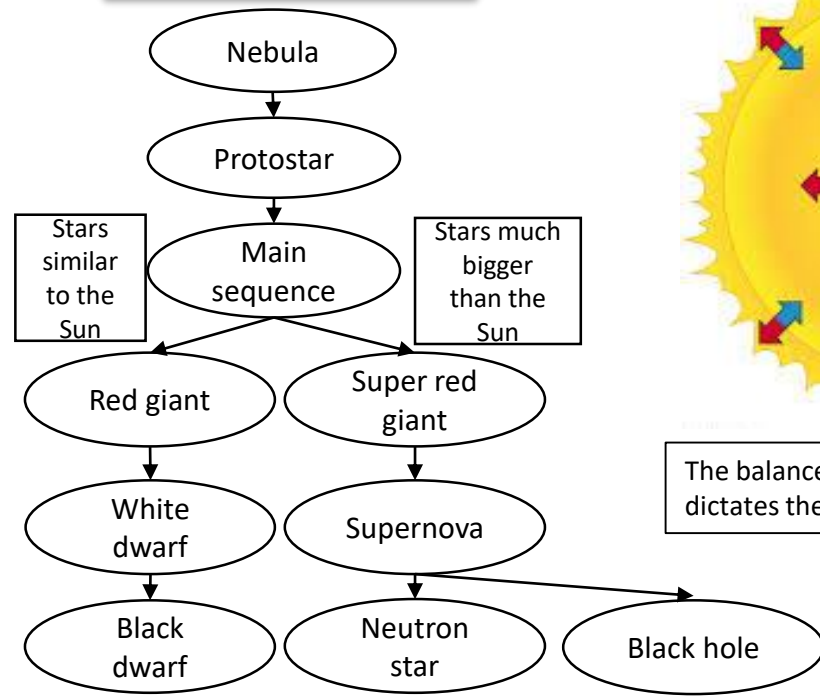 Nebula
Protostar
Stars
similar
to the
Sun
Main
sequence
Stars much
bigger
than the
Sun
Red giant
Super red
giant
White
dwarf
Supernova
Black
dwarf
Neutron
star
Black hole
The balance
dictates the